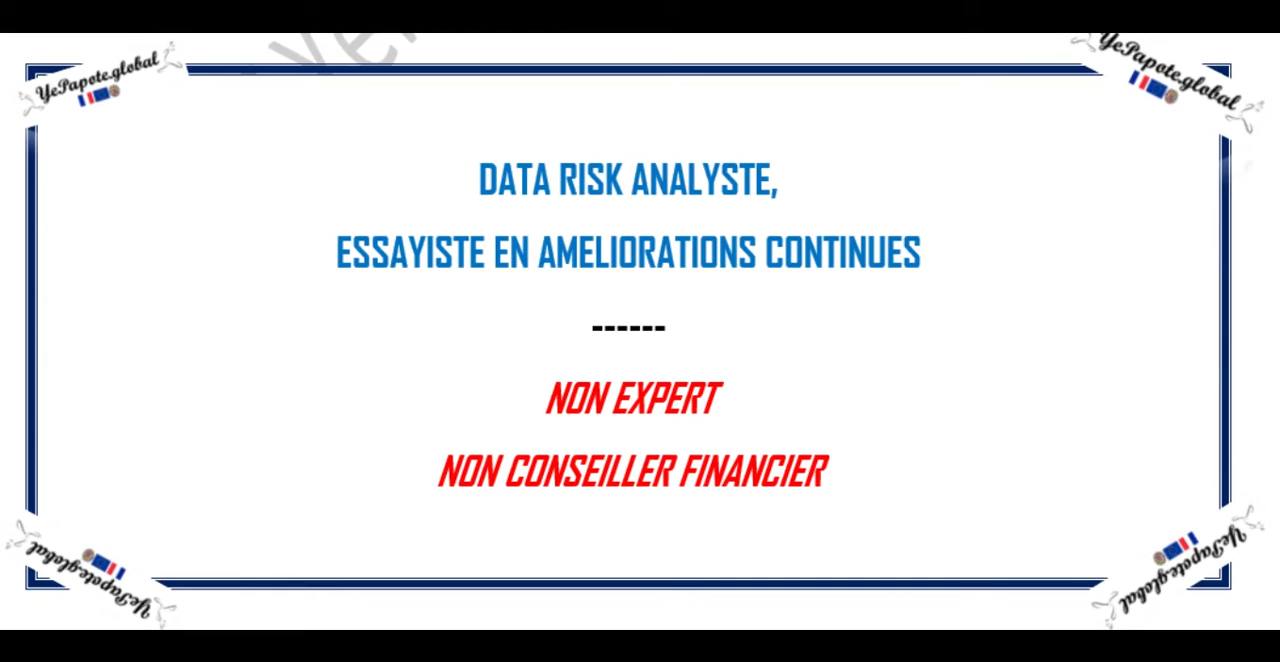 YePapote.global
YePapote.global
DATA RISK ANALYSTE,
ESSAYISTE EN AMELIORATIONS CONTINUES
------
NON EXPERT
NON CONSEILLER FINANCIER
YePapote.global
YePapote.global